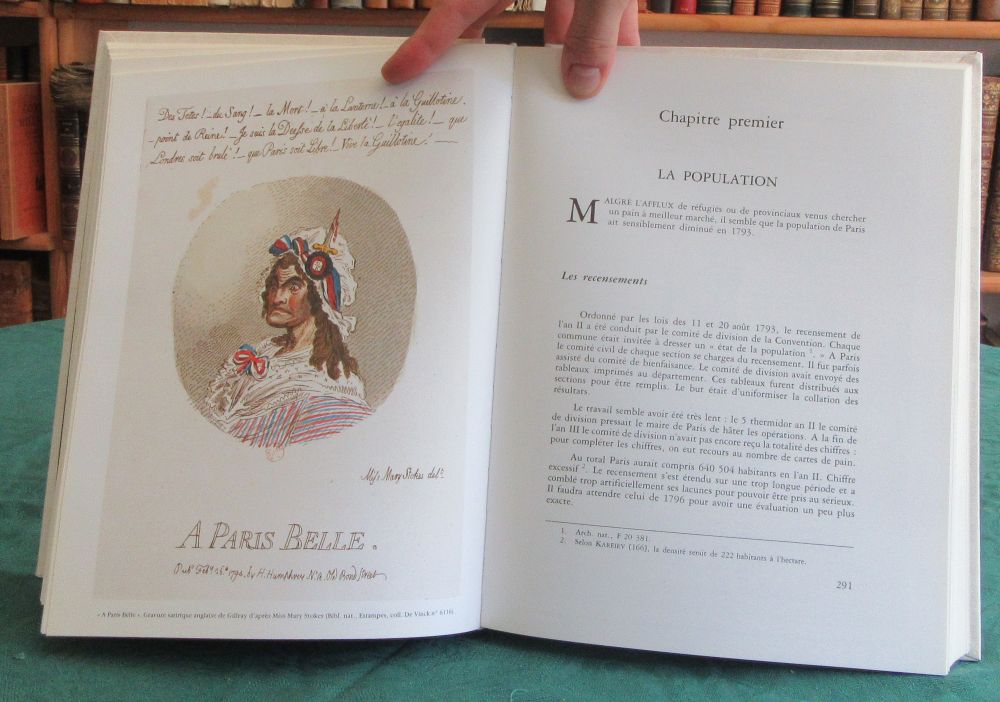 Des Têtes ! _ du Sang ! _ la Mort ! _ à la Lanterne ! _ à la Guillotine.
_ point de Reine ! _ Je suis la Deesse de la Liberté ! _ l'egalité ! _ que
Londres soit brulé ! _ que Paris soit Libre ! _ Vive la Guillotine ! _
Miss Mary Stokes delt.
A PARIS BELLE.
Pubd. Feby. 26th. 1794, by H. Humphrey No. 18. Old Bond Street
« A Paris Belle ». Gravure satirique anglaise de Gillray d'après Miss Mary Stokes (Bibl. nat., Estampes, coll. De Vinck n° 6116).
Chapitre premier
LA POPULATION
MALGRÉ L'AFFLUX de réfugiés ou de provinciaux venus chercher
un pain à meilleur marché, il semble que la population de Paris
ait sensiblement diminué en 1793.
Les recensements
Ordonné par les lois des 11 et 20 août 1793, le recensement de
l'an II a été conduit par le comité de division de la Convention. Chaque
commune était invitée à dresser un « état de la population 1. » A Paris
le comité civil de chaque section se chargea du recensement. Il fut parfois
assisté du comité de bienfaisance. Le comité de division avait envoyé des
tableaux imprimés au département. Ces tableaux furent distribués aux
sections pour être remplis. Le but était d'uniformiser la collation des
résultats.
Le travail semble avoir été très lent : le 5 thermidor an II le comité
de division pressait le maire de Paris de hâter les opérations. A la fin de
l'an III le comité de division n'avait pas encore reçu la totalité des chiffres :
pour compléter les chiffres, on eut recours au nombre de cartes de pain.
Au total Paris aurait compris 640 504 habitants en l'an II. Chiffre
excessif 2. Le recensement s'est étendu sur une trop longue période et a
comblé trop artificiellement ses lacunes pour pouvoir être pris au sérieux.
Il faudra attendre celui de 1796 pour avoir une évaluation un peu plus
exacte.
1. Arch. nat., F 20 381.
2. Selon KAREIEV [166], la densité serait de 222 habitants à l'hectare.
291